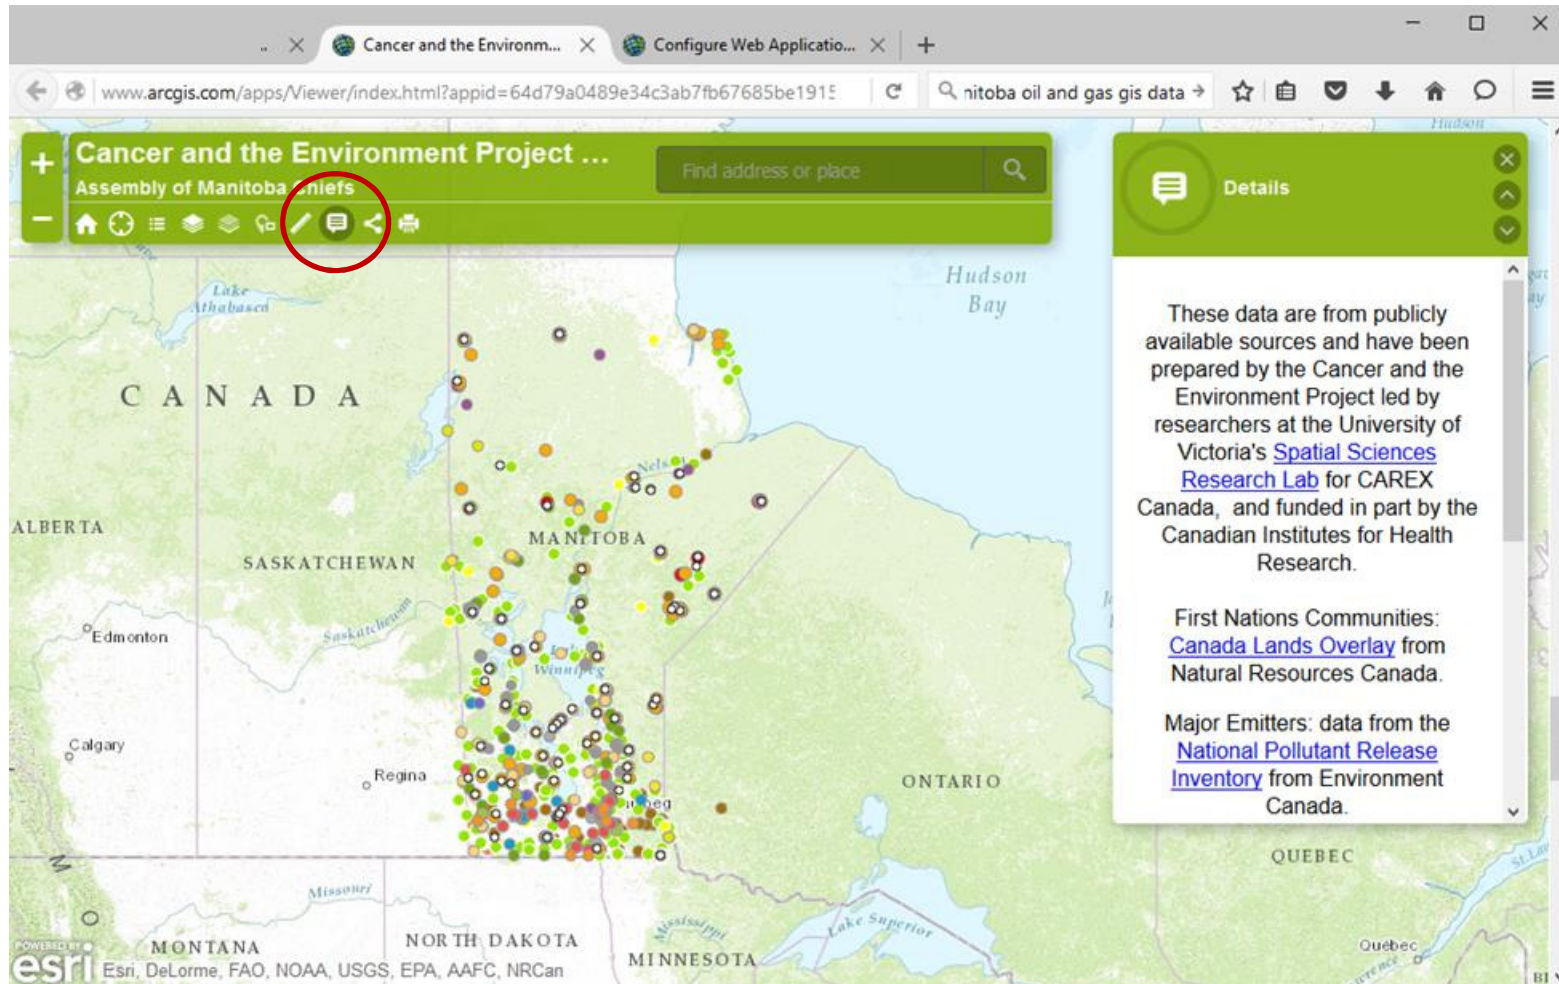 Cancer and the Environm...
Configure Web Applicatio...
www.arcgis.com/apps/Viewer/index.html?appid=64d79a0489e34c3ab7fb67685be1915
nitoba oil and gas gis data
Cancer and the Environment Project ...
Assembly of Manitoba Chiefs
Find address or place
Details
These data are from publicly
available sources and have been
prepared by the Cancer and the
Environment Project led by
researchers at the University of
Victoria's Spatial Sciences
Research Lab for CAREX
Canada, and funded in part by the
Canadian Institutes for Health
Research.
First Nations Communities:
Canada Lands Overlay from
Natural Resources Canada.
Major Emitters: data from the
National Pollutant Release
Inventory from Environment
Canada.
Hudson
Hudson
Bay
Lake
Athabasca
CANADA
ALBERTA
SASKATCHEWAN
MANITOBA
Edmonton
Saskatchewan
Winnipeg
Calgary
Regina
ONTARIO
QUEBEC
Missouri
MONTANA
NORTH DAKOTA
MINNESOTA
Mississippi
Lake Superior
Québec
POWERED BY
esri
Esri, DeLorme, FAO, NOAA, USGS, EPA, AAFC, NRCan